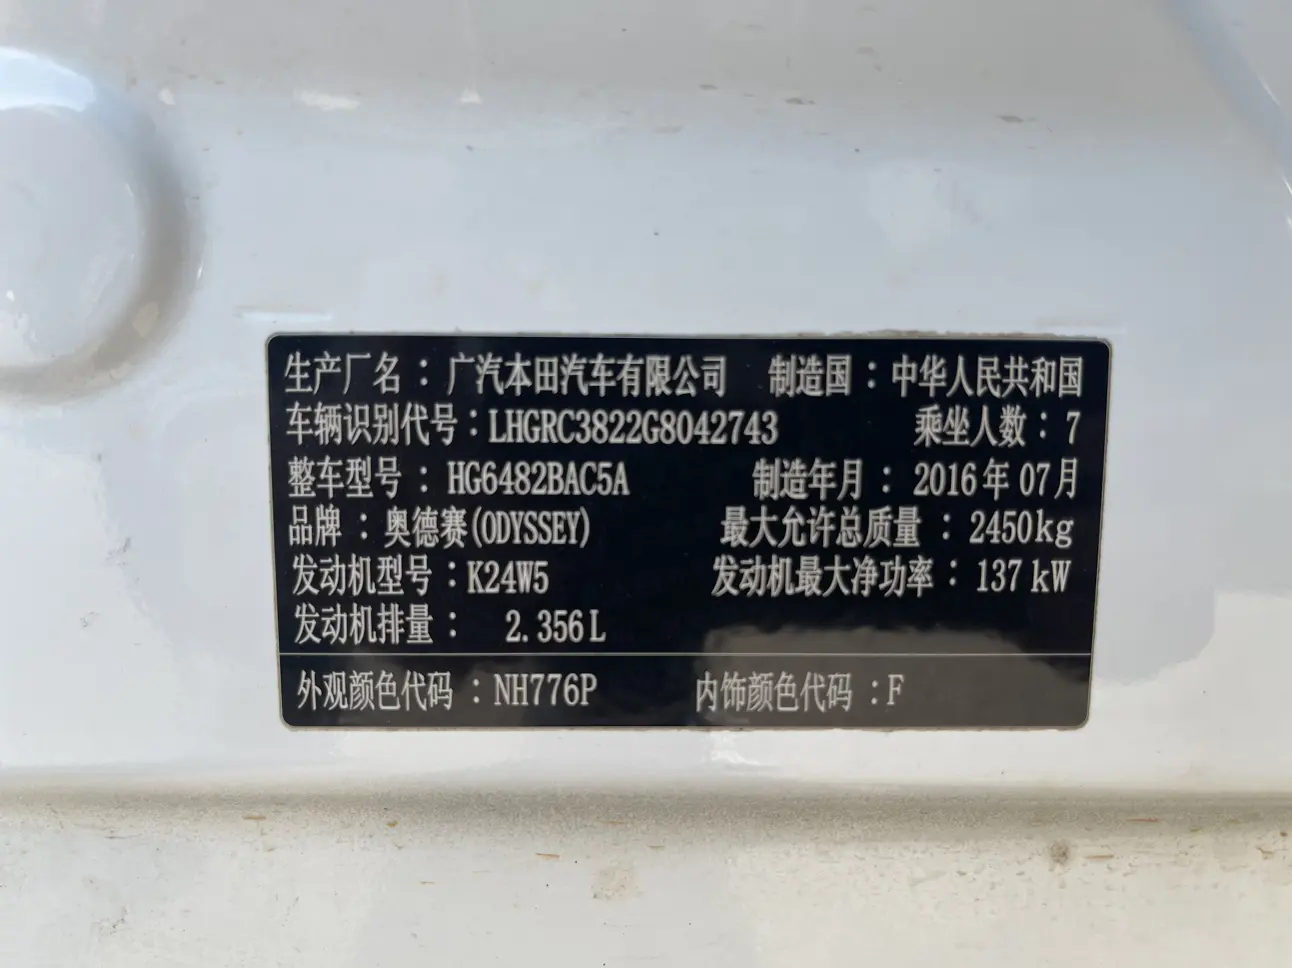 生产厂名：广汽本田汽车有限公司 制造国：中华人民共和国
车辆识别代号：LHGRC3822G8042743 乘坐人数：7
整车型号：HG6482BAC5A 制造年月：2016年07月
品牌：奥德赛(ODYSSEY) 最大允许总质量：2450kg
发动机型号：K24W5 发动机最大净功率：137kW
发动机排量：2.356L
外观颜色代码：NH776P 内饰颜色代码：F